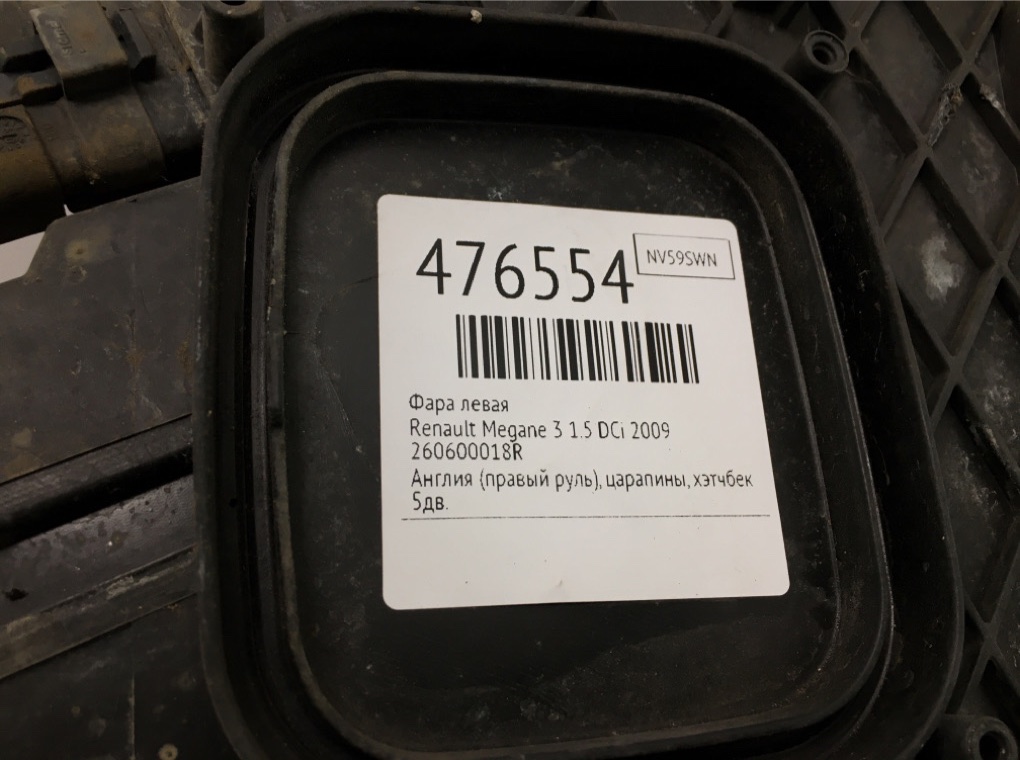 476554
NV59SWN
Фара левая
Renault Megane 3 1.5 DCi 2009
260600018R
Англия (правый руль), царапины, хэтчбек
5дв.